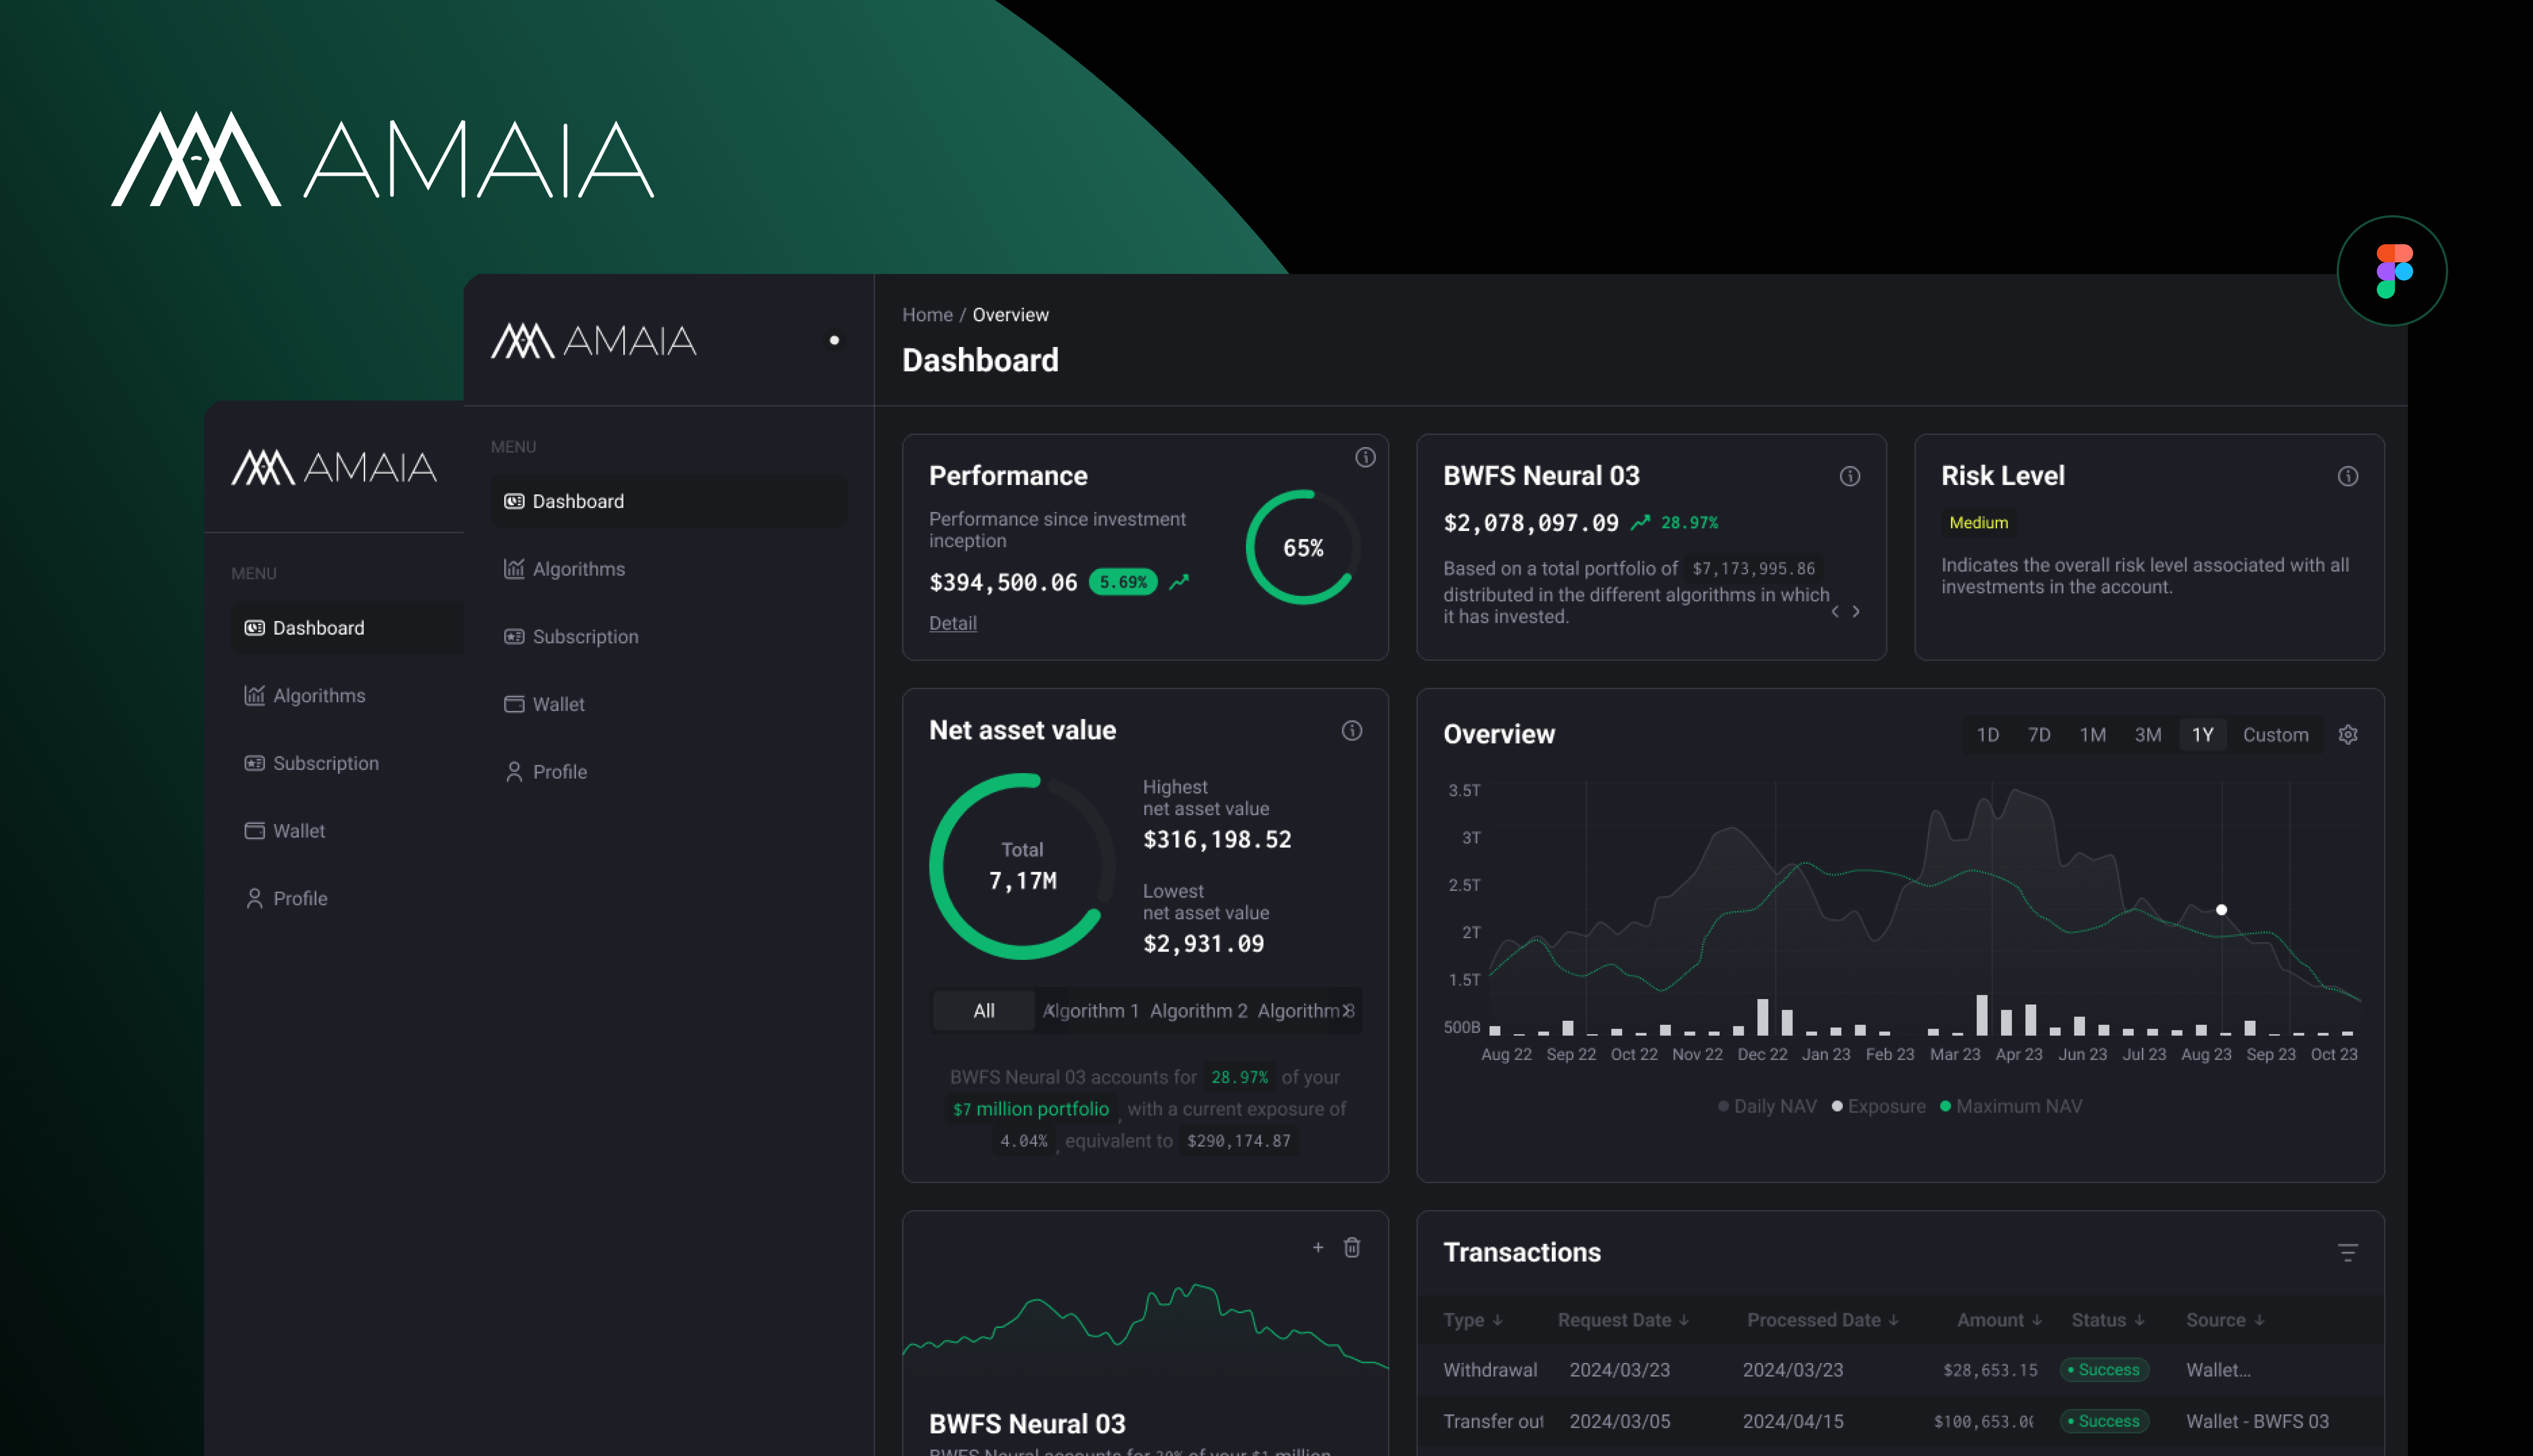 AMAIA
AMAIA
MENU
Dashboard
Algorithms
Subscription
Wallet
Profile
AMAIA
MENU
Dashboard
Algorithms
Subscription
Wallet
Profile
Home / Overview
Dashboard
Performance
Performance since investment
inception
$394,500.06 5.69%
Detail
65%
BWFS Neural 03
$2,078,097.09 28.97%
Based on a total portfolio of $7,173,995.86
distributed in the different algorithms in which
it has invested.
Risk Level
Medium
Indicates the overall risk level associated with all
investments in the account.
Net asset value
Total
7,17M
Highest
net asset value
$316,198.52
Lowest
net asset value
$2,931.09
All Algorithm 1 Algorithm 2 Algorithm 3
BWFS Neural 03 accounts for 28.97% of your
$7 million portfolio , with a current exposure of
4.04% , equivalent to $290,174.87
Overview
1D 7D 1M 3M 1Y Custom
3.5T
3T
2.5T
2T
1.5T
500B
Aug 22 Sep 22 Oct 22 Nov 22 Dec 22 Jan 23 Feb 23 Mar 23 Apr 23 Jun 23 Jul 23 Aug 23 Sep 23 Oct 23
Daily NAV Exposure Maximum NAV
BWFS Neural 03
BWFS Neural accounts for 20% of your $1 million
Transactions
Type Request Date Processed Date Amount Status Source
Withdrawal 2024/03/23 2024/03/23 $28,653.15 Success Wallet...
Transfer out 2024/03/05 2024/04/15 $100,653.00 Success Wallet - BWFS 03